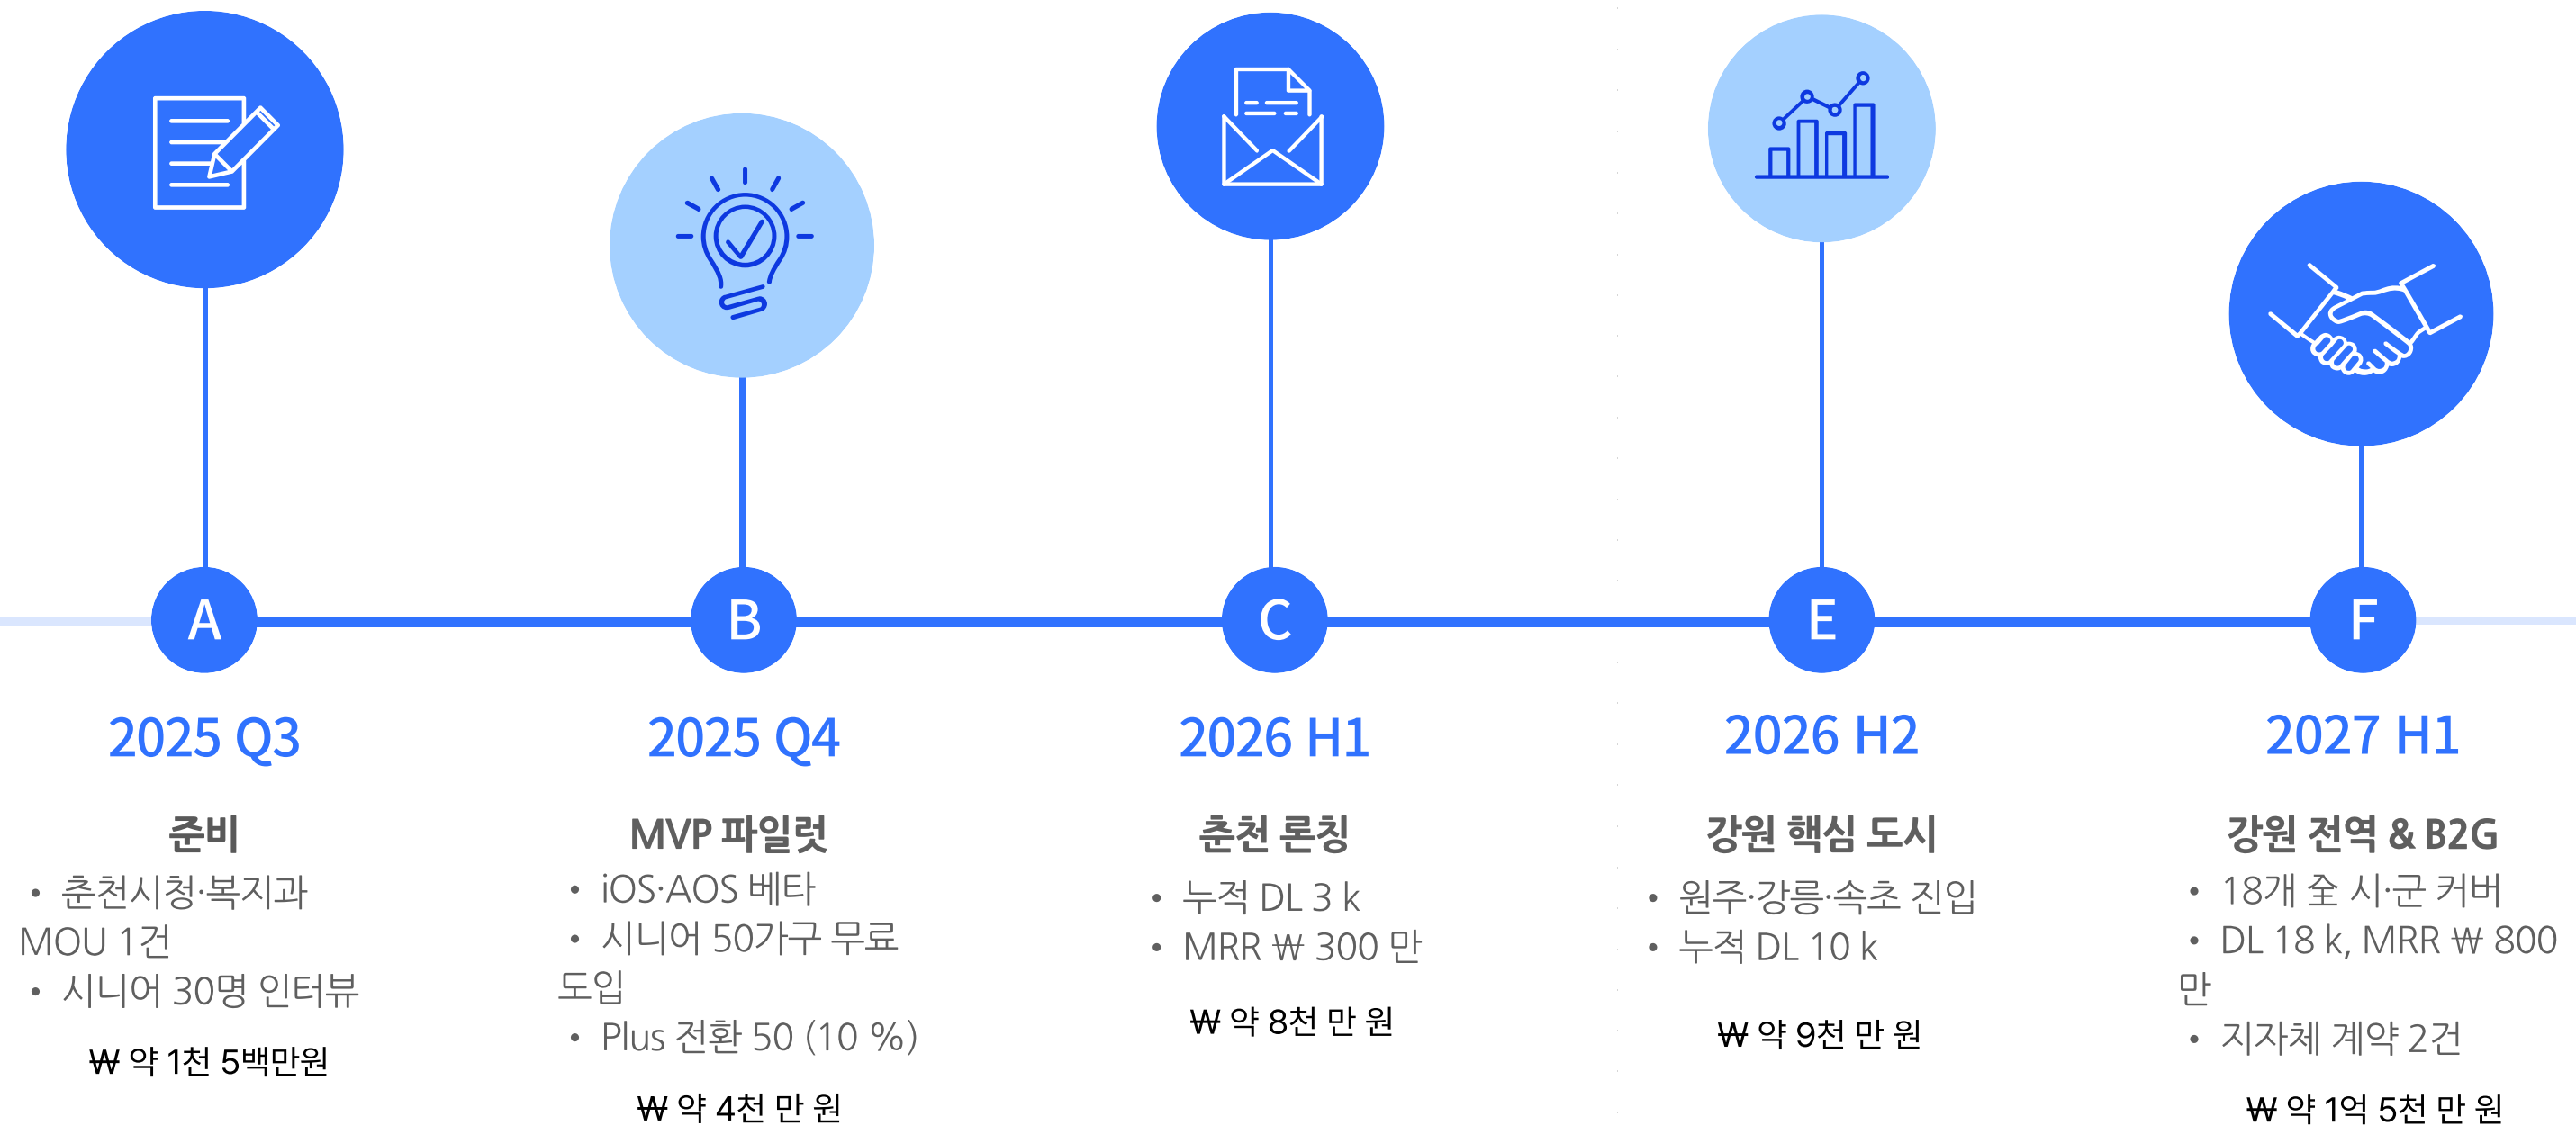 A
B
C
E
F
2025 Q3
2025 Q4
2026 H1
2026 H2
2027 H1
준비
• 춘천시청·복지과
MOU 1건
• 시니어 30명 인터뷰
₩ 약 1천 5백만원
MVP 파일럿
• iOS·AOS 베타
• 시니어 50가구 무료
도입
• Plus 전환 50 (10 %)
₩ 약 4천 만 원
춘천 론칭
• 누적 DL 3 k
• MRR ₩ 300 만
₩ 약 8천 만 원
강원 핵심 도시
• 원주·강릉·속초 진입
• 누적 DL 10 k
₩ 약 9천 만 원
강원 전역 & B2G
• 18개 全 시·군 커버
• DL 18 k, MRR ₩ 800
만
• 지자체 계약 2건
₩ 약 1억 5천 만 원